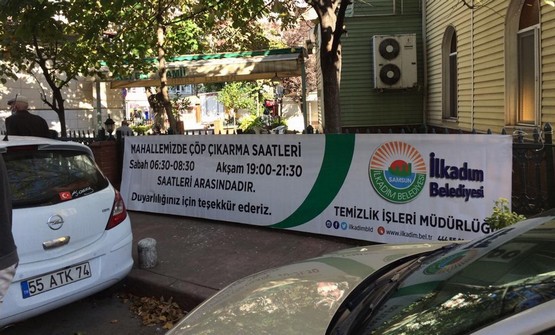 MAHALLEMİZDE ÇÖP ÇIKARMA SAATLERİ
Sabah 06:30-08:30 Akşam 19:00-21:30
SAATLERİ ARASINDADIR.
Duyarlılığınız için teşekkür ederiz.
SAMSUN
İLKADIM BELEDİYESİ
İlkadım
Belediyesi
TEMİZLİK İŞLERİ MÜDÜRLÜĞ
ilkadimbld www.ilkadim.bel.tr
55 ATK 74